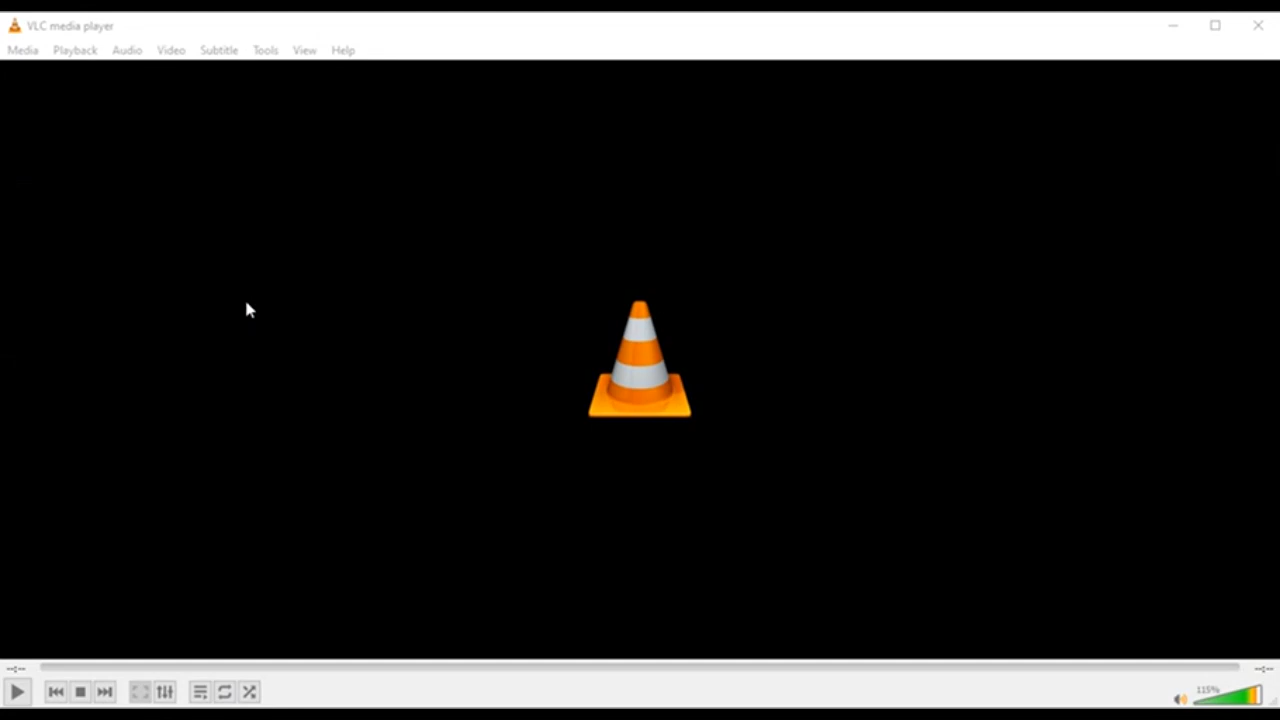 VLC media player
Media Playback Audio Video Subtitle Tools View Help
--:-- --:--
115%